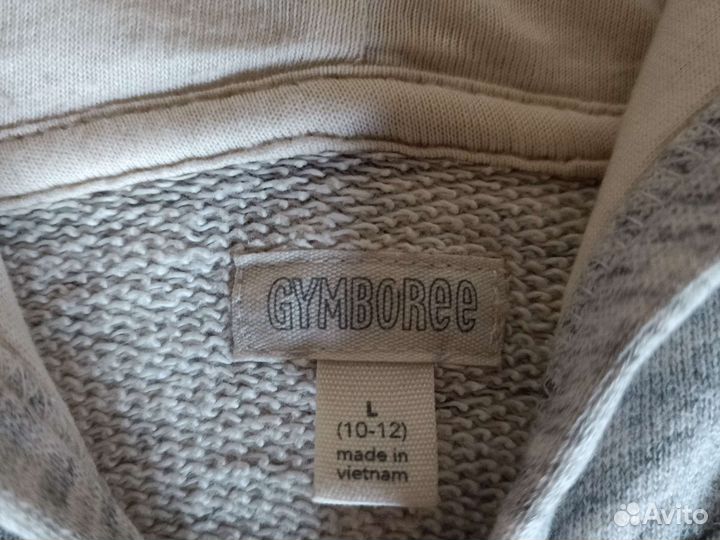 GYMBORee
L
(10-12)
made in
vietnam
Avito